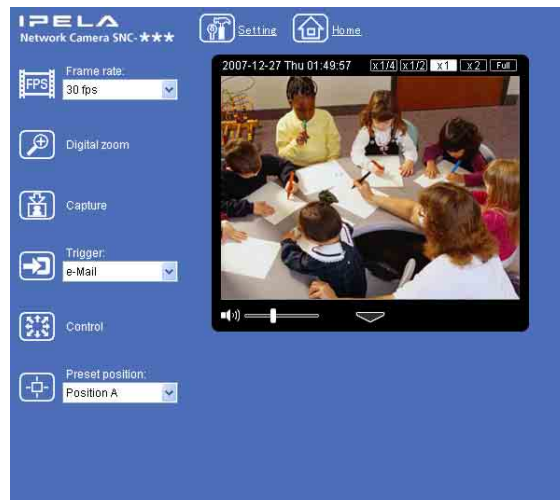 IPELA
Network Camera SNC-★★★
Setting
Home
FPS
Frame rate:
30 fps
Digital zoom
Capture
Trigger:
e-Mail
Control
Preset position:
Position A
2007-12-27 Thu 01:49:57
x1/4 x1/2 x1 x2 Full